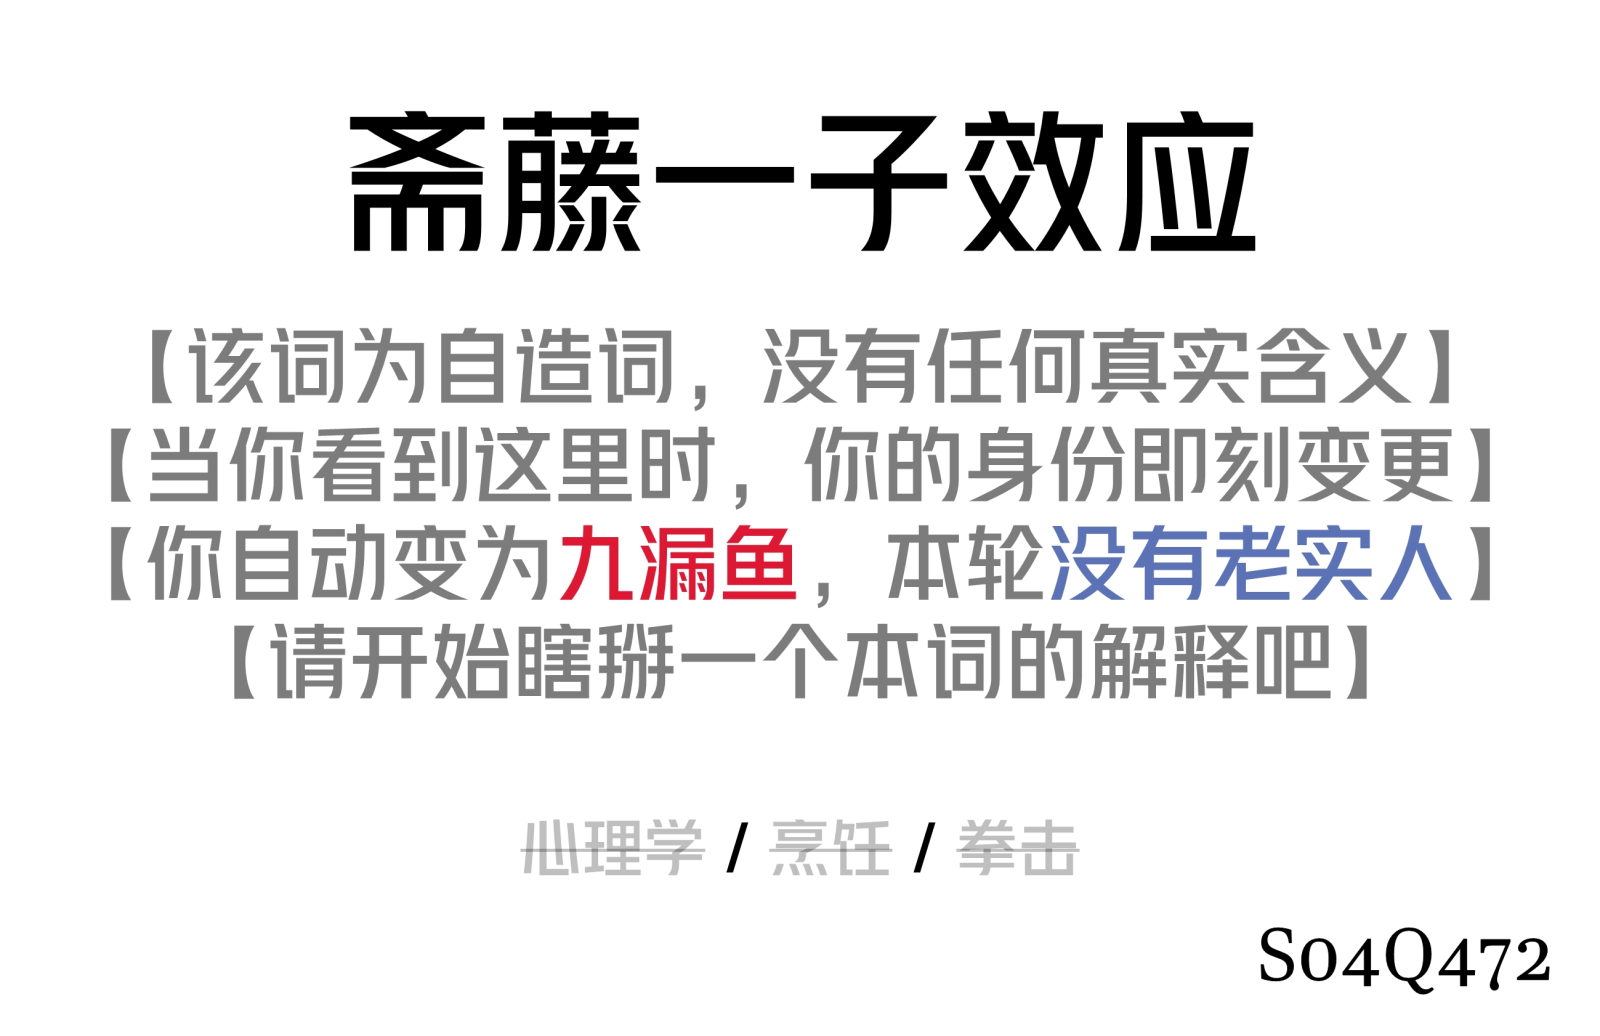 斋藤一子效应
【该词为自造词，没有任何真实含义】
【当你看到这里时，你的身份即刻变更】
【你自动变为九漏鱼，本轮没有老实人】
【请开始瞎掰一个本词的解释吧】
心理学 / 烹饪 / 拳击
S04Q472